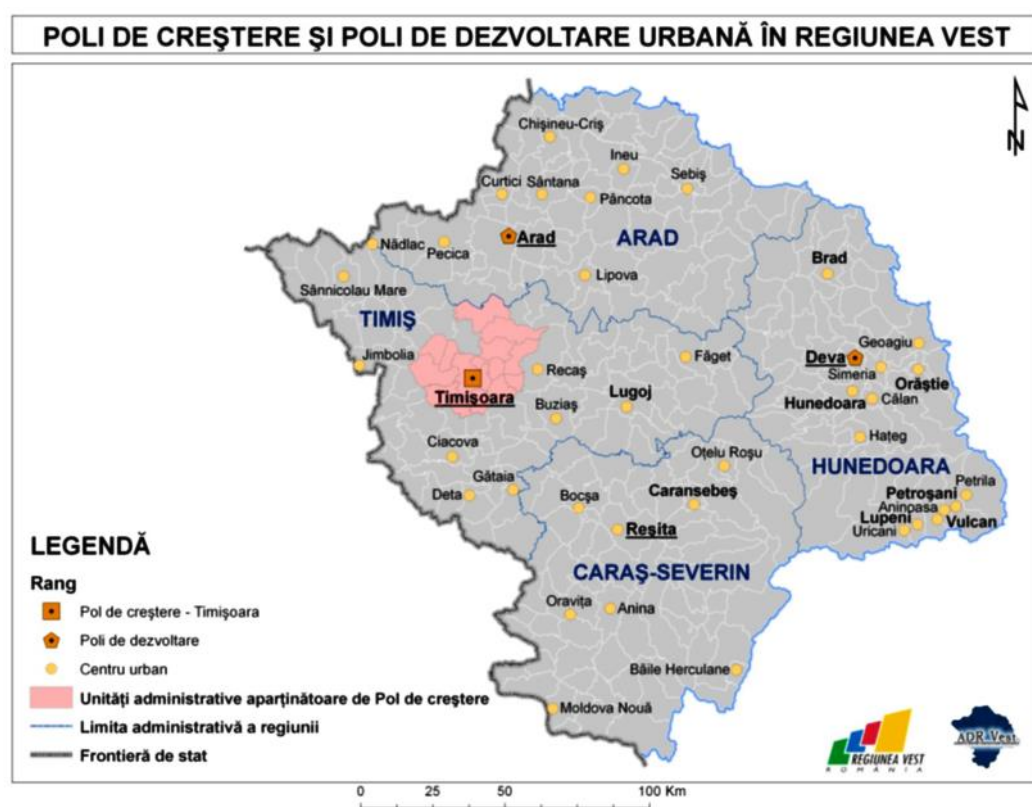 POLI DE CREŞTERE ŞI POLI DE DEZVOLTARE URBANĂ ÎN REGIUNEA VEST
N
Chişineu-Criş
Ineu
Sebiş
Curtici
Sântana
Pâncota
Arad
ARAD
Nădlac
Pecica
Lipova
Brad
Sânnicolau Mare
TIMIŞ
Jimbolia
Geoagiu
Deva
Simeria
Făget
Recaş
Orăştie
Timişoara
Lugoj
Hunedoara
Călan
Buziaş
Ciacova
Haţeg
Oţelu Roşu
HUNEDOARA
Gătaia
Deta
Bocşa
Caransebeş
Petrila
Petroşani
Aninoasa
Lupeni
Vulcan
Uricani
Reşita
CARAŞ-SEVERIN
Oraviţa
Anina
Băile Herculane
Moldova Nouă
LEGENDĂ
Rang
Pol de creştere - Timişoara
Poli de dezvoltare
Centru urban
Unităţi administrative aparţinătoare de Pol de creştere
Limita administrativă a regiunii
Frontieră de stat
REGIUNEA VEST
ROMÂNIA
ADR Vest
0 25 50 100 Km